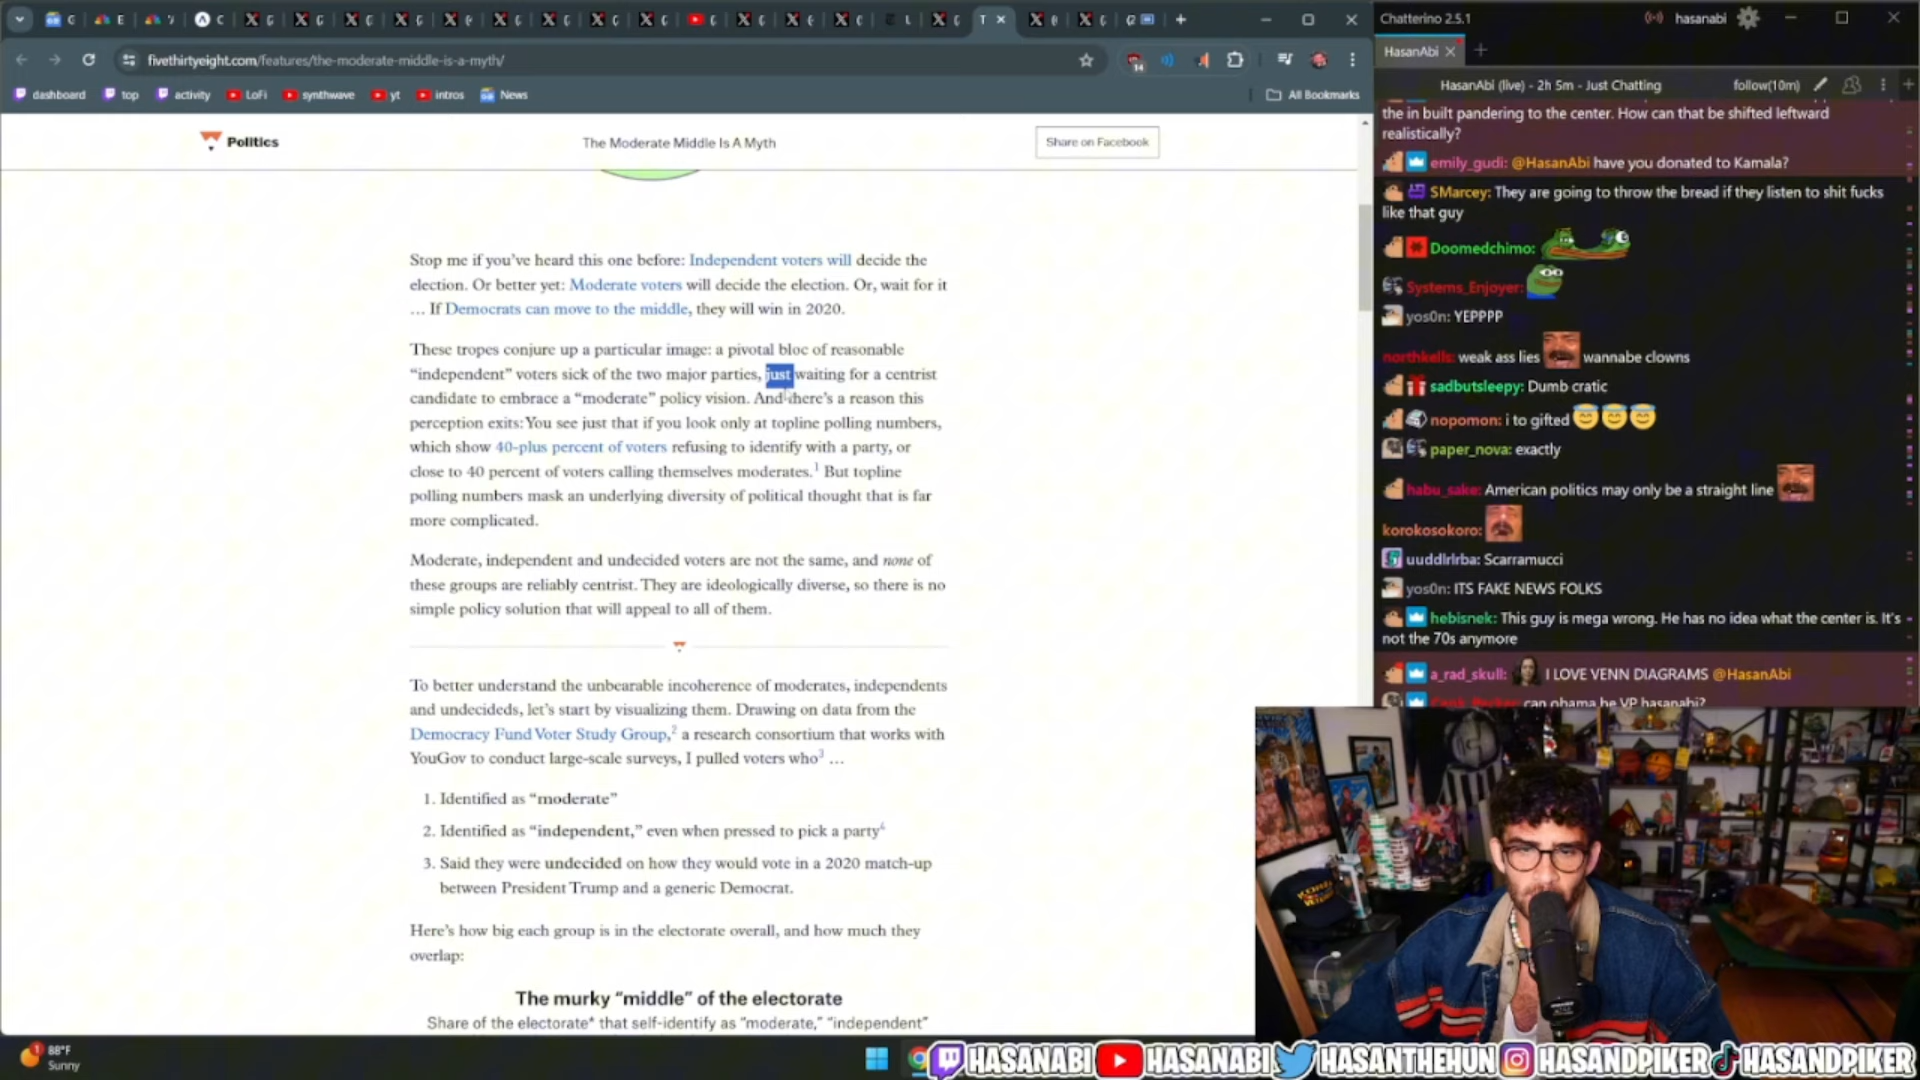 Chatterino 2.5.1
hasanabi
fivethirtyeight.com/features/the-moderate-middle-is-a-myth/
14
HasanAbi
dashboard
top
activity
LoFi
synthwave
yt
intros
News
All Bookmarks
HasanAbi (live) - 2h 5m - Just Chatting
follow(10m)
Politics
The Moderate Middle Is A Myth
Share on Facebook
Stop me if you've heard this one before: Independent voters will decide the
election. Or better yet: Moderate voters will decide the election. Or, wait for it
… If Democrats can move to the middle, they will win in 2020.
These tropes conjure up a particular image: a pivotal bloc of reasonable
“independent” voters sick of the two major parties, just waiting for a centrist
candidate to embrace a “moderate” policy vision. And there's a reason this
perception exits: You see just that if you look only at topline polling numbers,
which show 40-plus percent of voters refusing to identify with a party, or
close to 40 percent of voters calling themselves moderates.1 But topline
polling numbers mask an underlying diversity of political thought that is far
more complicated.
Moderate, independent and undecided voters are not the same, and none of
these groups are reliably centrist. They are ideologically diverse, so there is no
simple policy solution that will appeal to all of them.
To better understand the unbearable incoherence of moderates, independents
and undecideds, let's start by visualizing them. Drawing on data from the
Democracy Fund Voter Study Group,2 a research consortium that works with
YouGov to conduct large-scale surveys, I pulled voters who3 …
1. Identified as “moderate”
2. Identified as “independent,” even when pressed to pick a party4
3. Said they were undecided on how they would vote in a 2020 match-up
between President Trump and a generic Democrat.
Here's how big each group is in the electorate overall, and how much they
overlap:
The murky “middle” of the electorate
Share of the electorate* that self-identify as “moderate,” “independent”
the in built pandering to the center. How can that be shifted leftward
realistically?
emily_gudi: @HasanAbi have you donated to Kamala?
SMarcey: They are going to throw the bread if they listen to shit fucks
like that guy
Doomedchimo:
Systems_Enjoyer:
yos0n: YEPPPP
northkells: weak ass lies wannabe clowns
sadbutsleepy: Dumb cratic
nopomon: i to gifted
paper_nova: exactly
habu_sake: American politics may only be a straight line
korokosokoro:
uuddlrlrba: Scarramucci
yos0n: ITS FAKE NEWS FOLKS
hebisnek: This guy is mega wrong. He has no idea what the center is. It's
not the 70s anymore
a_rad_skull: I LOVE VENN DIAGRAMS @HasanAbi
can obama be VP hasanabi?
1
88°F
Sunny
HASANABI
HASANABI
HASANTHEHUN
HASANDPIKER
HASANDPIKER